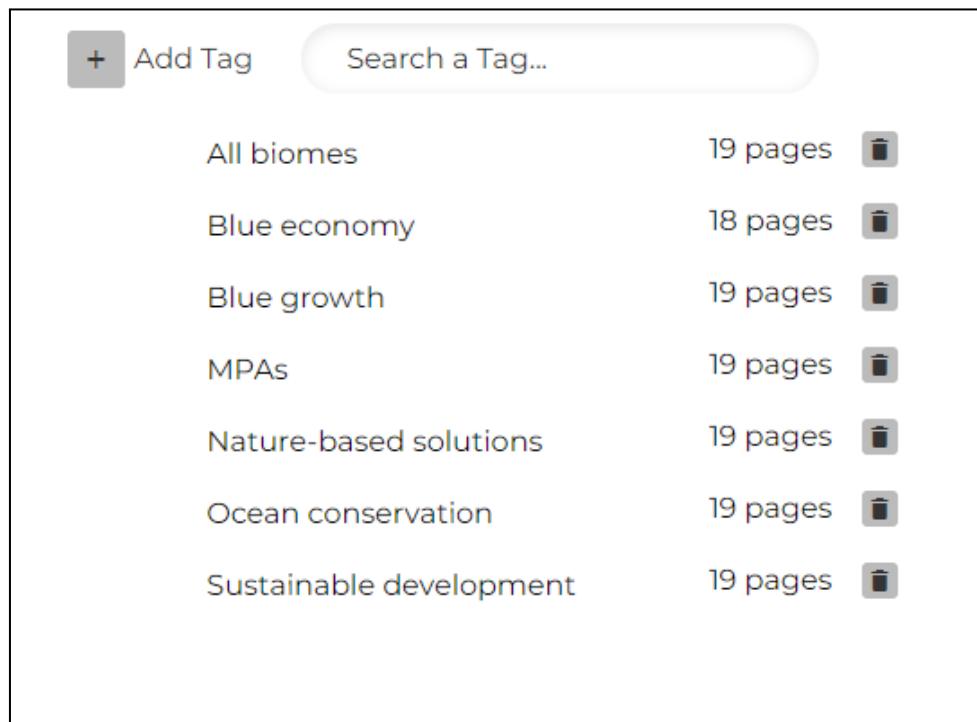 + Add Tag Search a Tag...
All biomes 19 pages
Blue economy 18 pages
Blue growth 19 pages
MPAs 19 pages
Nature-based solutions 19 pages
Ocean conservation 19 pages
Sustainable development 19 pages